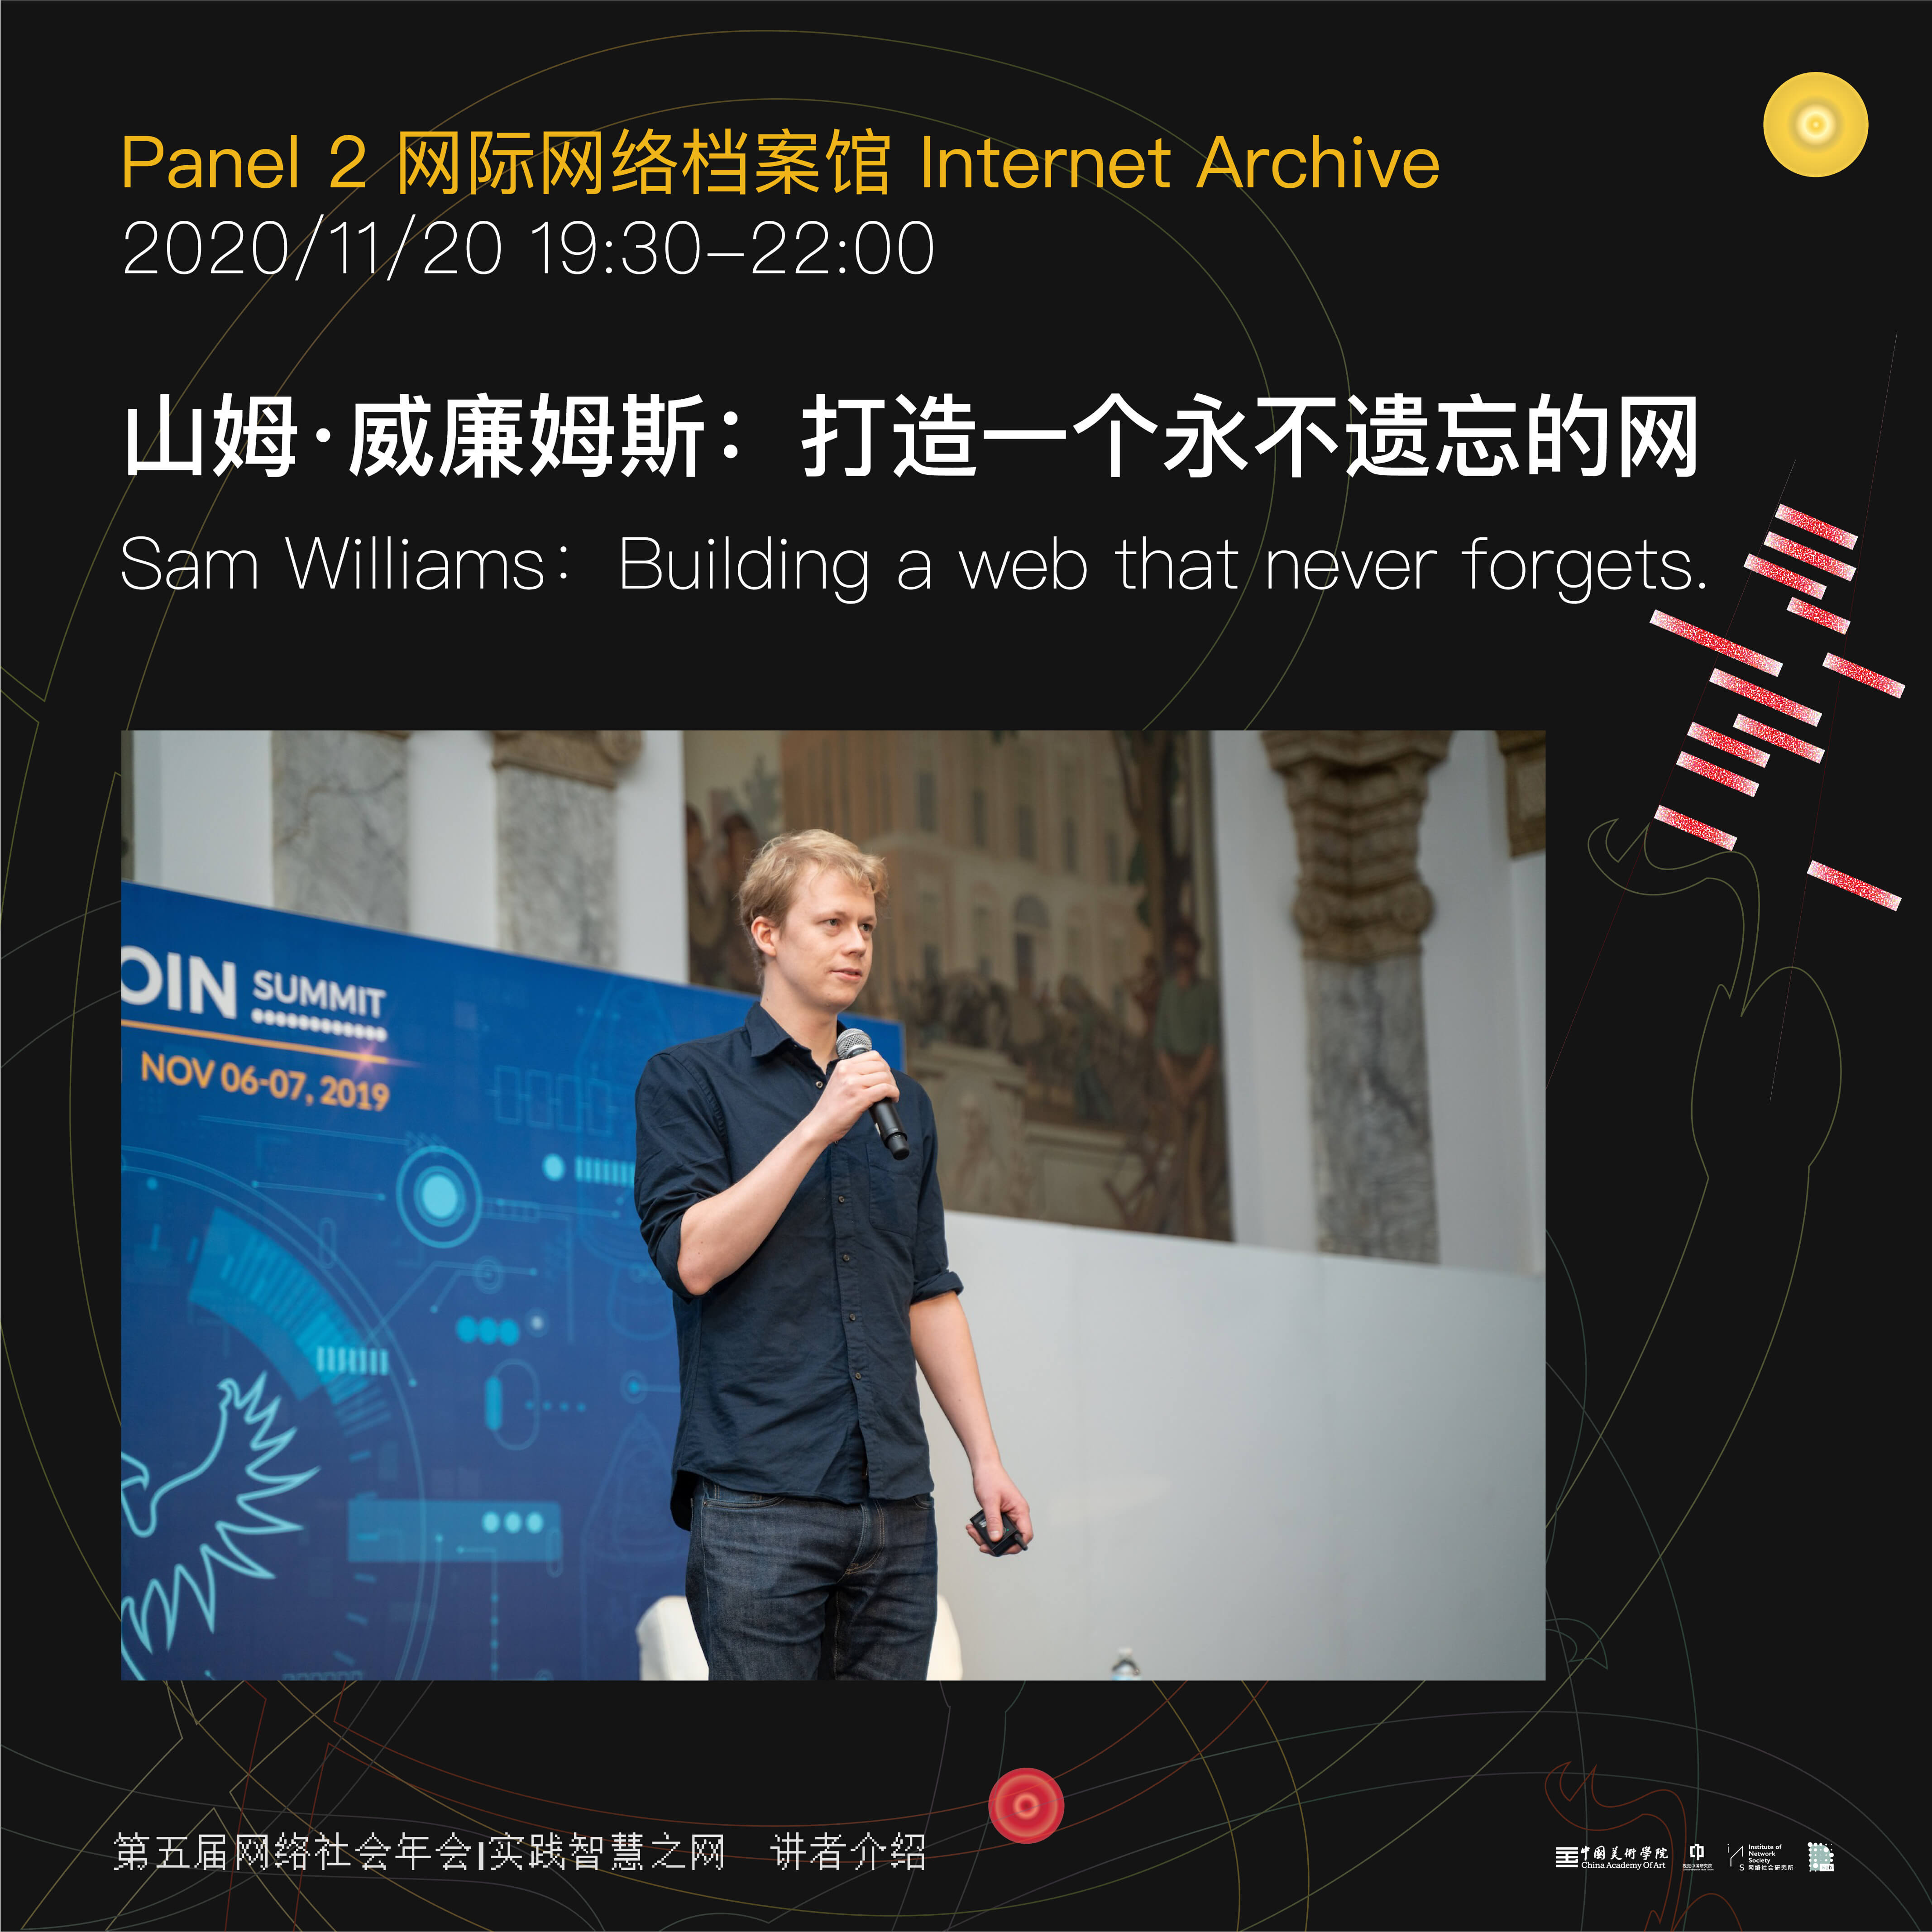 Panel 2 网际网络档案馆 Internet Archive
2020/11/20 19:30–22:00
山姆·威廉姆斯：打造一个永不遗忘的网
Sam Williams： Building a web that never forgets.
OIN SUMMIT
NOV 06-07, 2019
第五届网络社会年会|实践智慧之网 讲者介绍
中国美術學院
China Academy Of Art
Institute of
Network
Society
网络社会研究所